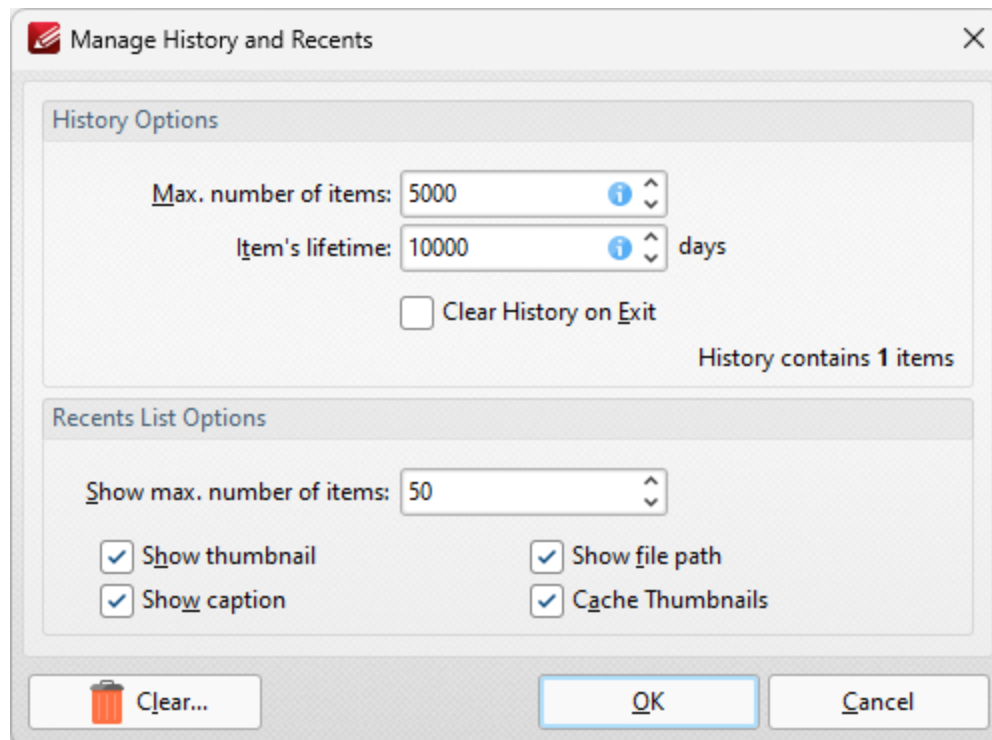 Manage History and Recents
History Options
Max. number of items: 5000
Item's lifetime: 10000 days
Clear History on Exit
History contains 1 items
Recents List Options
Show max. number of items: 50
Show thumbnail Show file path
Show caption Cache Thumbnails
Clear... OK Cancel